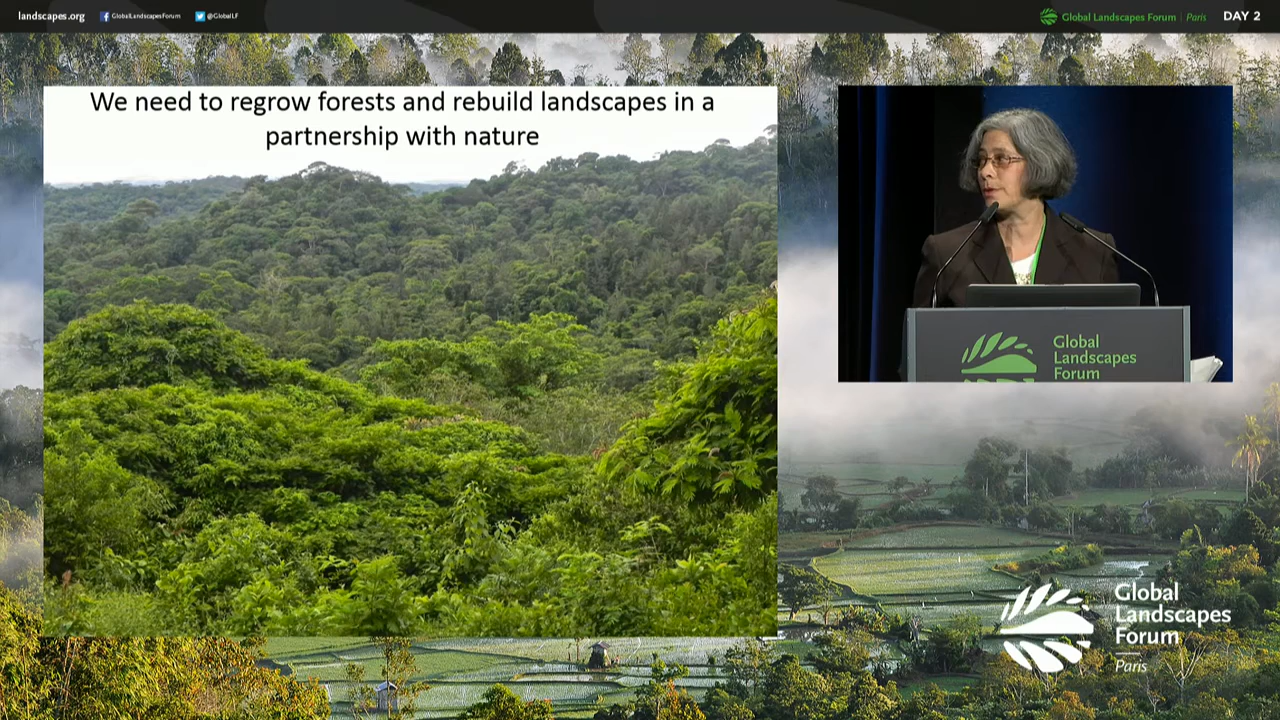 landscapes.org
GlobalLandscapesForum
@GlobalLF
Global Landscapes Forum | Paris
DAY 2
We need to regrow forests and rebuild landscapes in a
partnership with nature
Global
Landscapes
Forum
Global
Landscapes
Forum
Paris